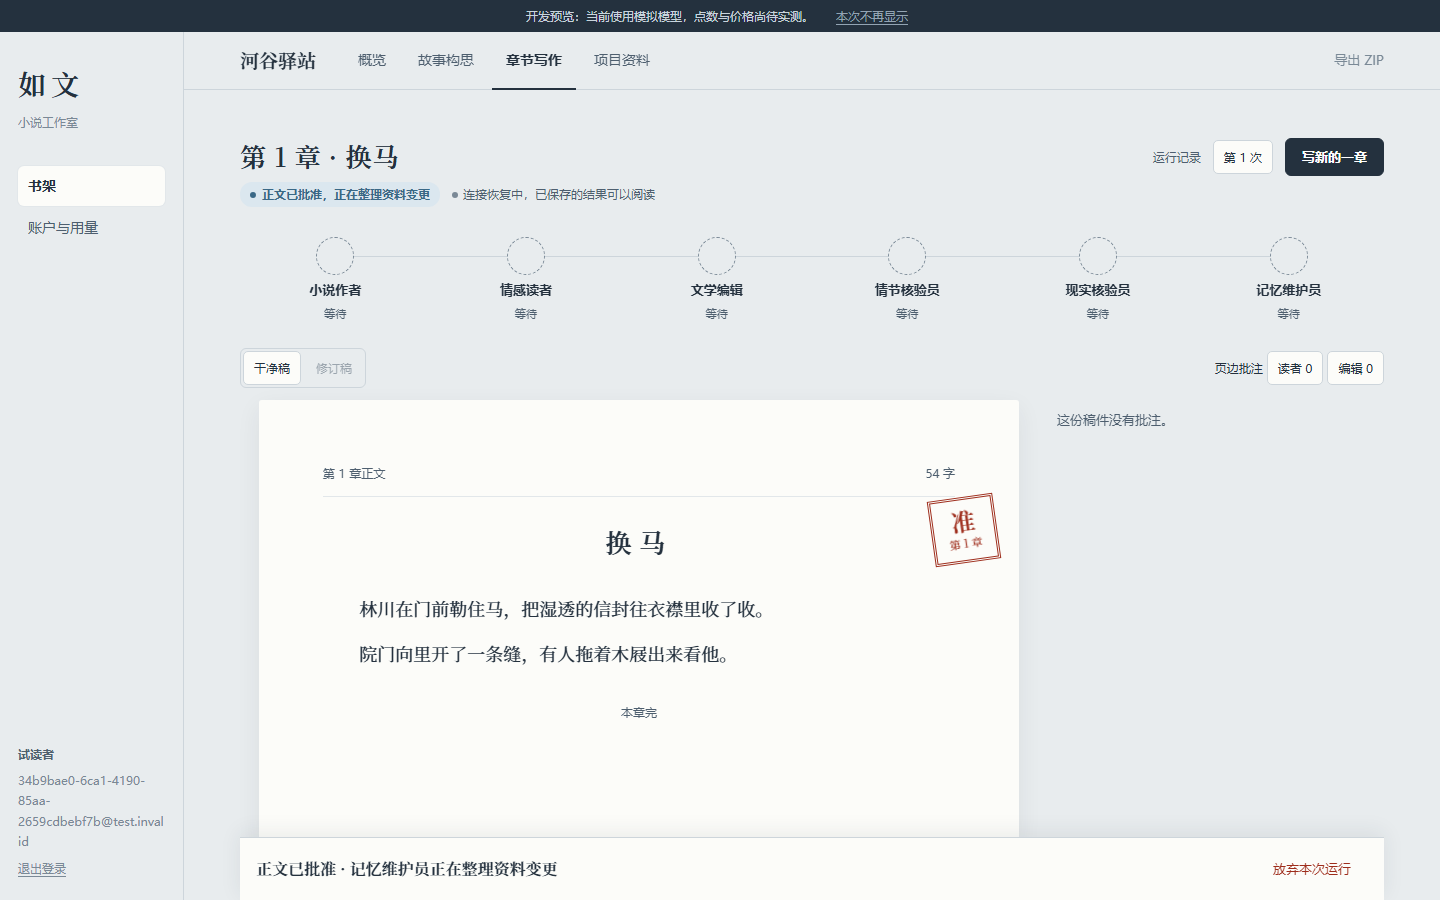 开发预览：当前使用模拟模型，点数与价格尚待实测。 本次不再显示
如文
小说工作室
书架
账户与用量
试读者
34b9bae0-6ca1-4190-
85aa-
2659cdbebf7b@test.inval
id
退出登录
河谷驿站 概览 故事构思 章节写作 项目资料 导出 ZIP
第 1 章 · 换马
运行记录 第 1 次 写新的一章
正文已批准，正在整理资料变更 连接恢复中，已保存的结果可以阅读
小说作者 情感读者 文学编辑 情节核验员 现实核验员 记忆维护员
等待 等待 等待 等待 等待 等待
干净稿 修订稿 页边批注 读者 0 编辑 0
这份稿件没有批注。
第 1 章正文 54 字
准
第 1 章
换马
林川在门前勒住马，把湿透的信封往衣襟里收了收。
院门向里开了一条缝，有人拖着木屐出来看他。
本章完
正文已批准 · 记忆维护员正在整理资料变更 放弃本次运行